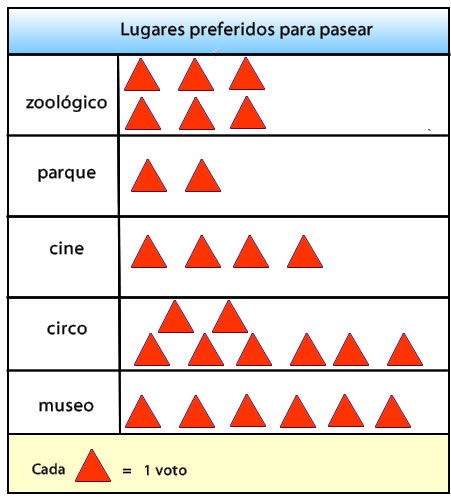 Lugares preferidos para pasear
zoológico
parque
cine
circo
museo
Cada = 1 voto